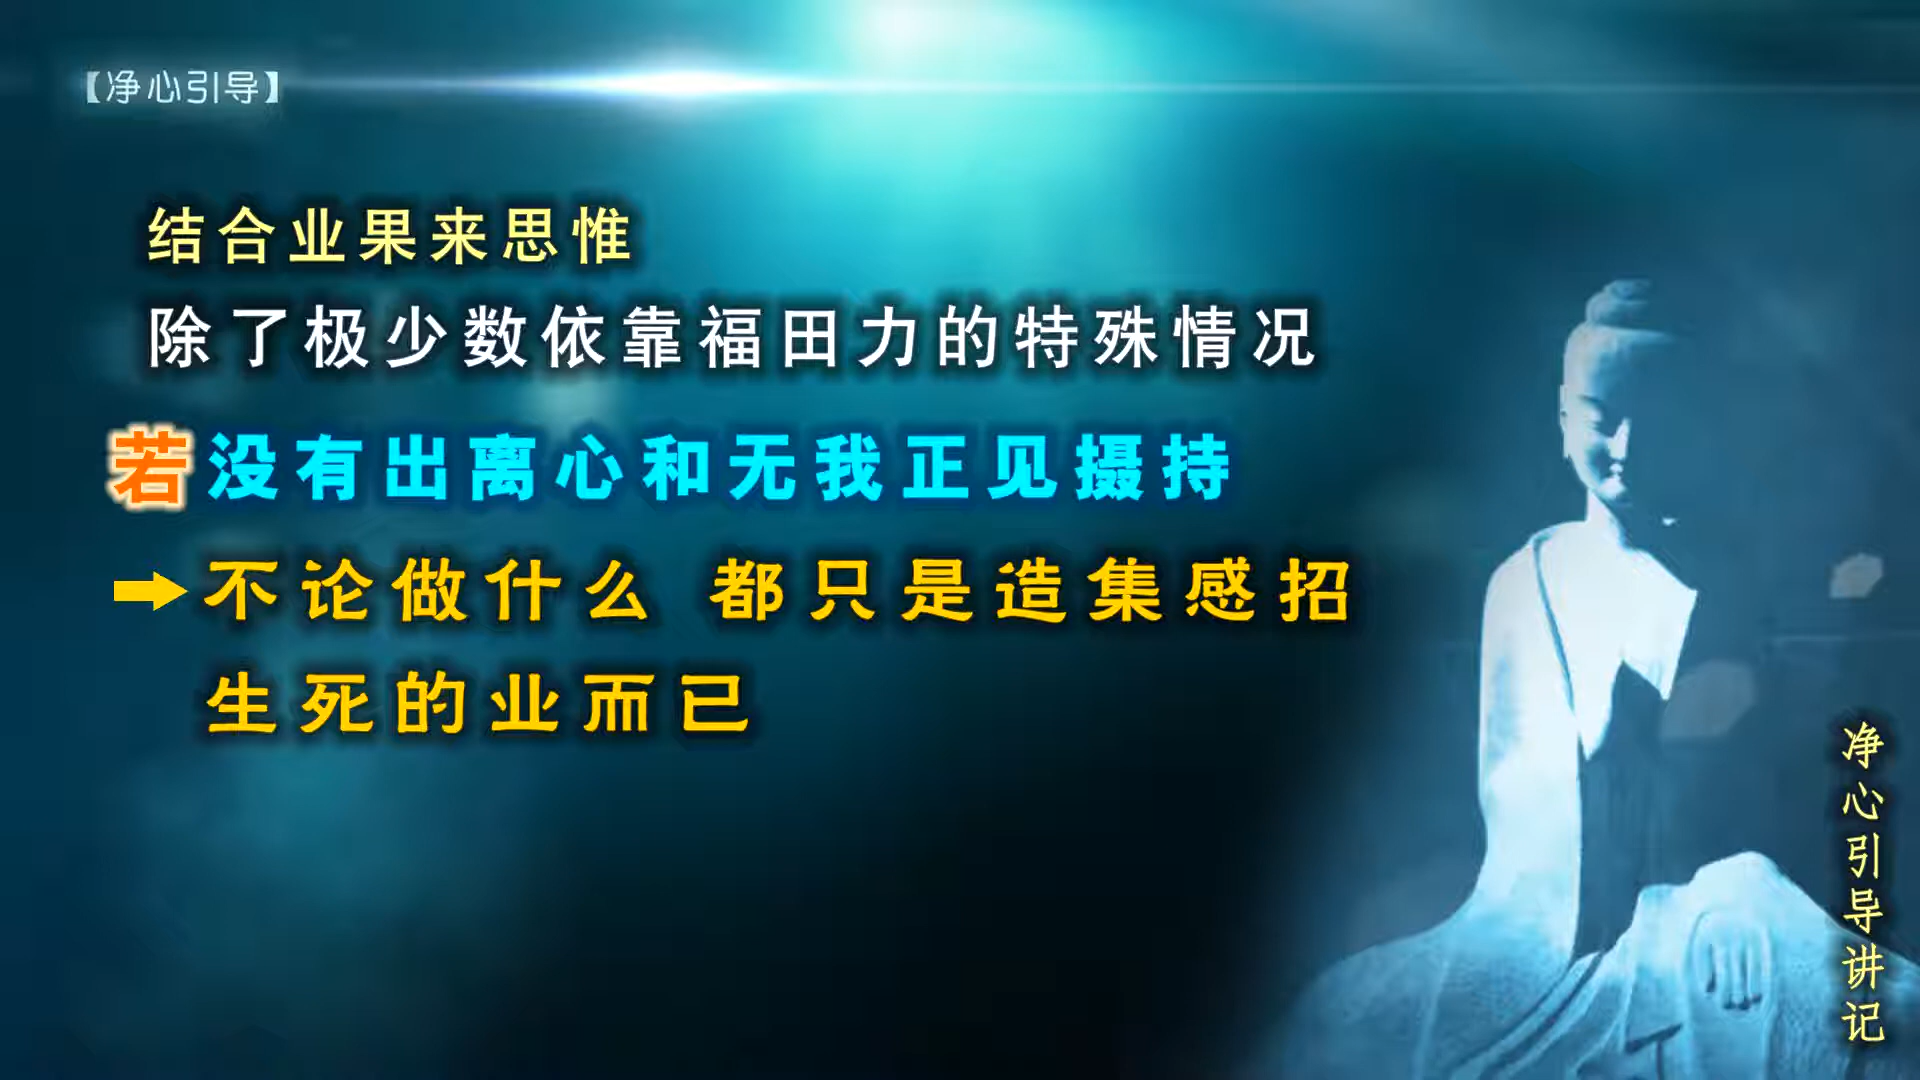 【净心引导】
结合业果来思惟
除了极少数依靠福田力的特殊情况
若没有出离心和无我正见摄持
不论做什么 都只是造集感招
生死的业而已
净心引导讲记